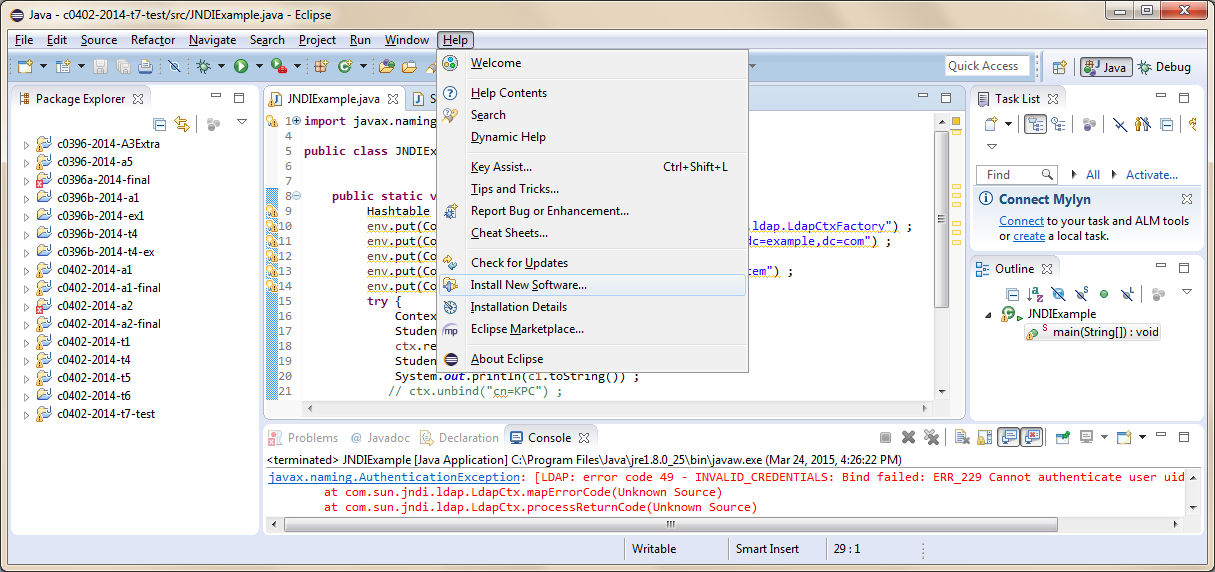 Java - c0402-2014-t7-test/src/JNDIExample.java - Eclipse
File Edit Source Refactor Navigate Search Project Run Window Help
Quick Access
Java
Debug
Package Explorer
c0396-2014-A3Extra
c0396-2014-a5
c0396a-2014-final
c0396b-2014-a1
c0396b-2014-ex1
c0396b-2014-t4
c0396b-2014-t4-ex
c0402-2014-a1
c0402-2014-a1-final
c0402-2014-a2
c0402-2014-a2-final
c0402-2014-t1
c0402-2014-t4
c0402-2014-t5
c0402-2014-t6
c0402-2014-t7-test
JNDIExample.java
S
1 import javax.naming
4
5 public class JNDIEx
6
7
8 public static v
9 Hashtable
10 env.put(Co .ldap.LdapCtxFactory") ;
11 env.put(Co dc=example,dc=com") ;
12 env.put(Co
13 env.put(Co tem") ;
14 env.put(Co
15 try {
16 Contex
17 Studen
18 ctx.re
19 Studen
20 System.out.println(c1.toString()) ;
21 // ctx.unbind("cn=KPC") ;
Welcome
Help Contents
Search
Dynamic Help
Key Assist... Ctrl+Shift+L
Tips and Tricks...
Report Bug or Enhancement...
Cheat Sheets...
Check for Updates
Install New Software...
Installation Details
Eclipse Marketplace...
About Eclipse
Task List
Find All Activate...
Connect Mylyn
Connect to your task and ALM tools
or create a local task.
Outline
JNDIExample
main(String[]) : void
Problems @ Javadoc Declaration Console
<terminated> JNDIExample [Java Application] C:\Program Files\Java\jre1.8.0_25\bin\javaw.exe (Mar 24, 2015, 4:26:22 PM)
javax.naming.AuthenticationException: [LDAP: error code 49 - INVALID_CREDENTIALS: Bind failed: ERR_229 Cannot authenticate user uid
at com.sun.jndi.ldap.LdapCtx.mapErrorCode(Unknown Source)
at com.sun.jndi.ldap.LdapCtx.processReturnCode(Unknown Source)
Writable Smart Insert 29 : 1